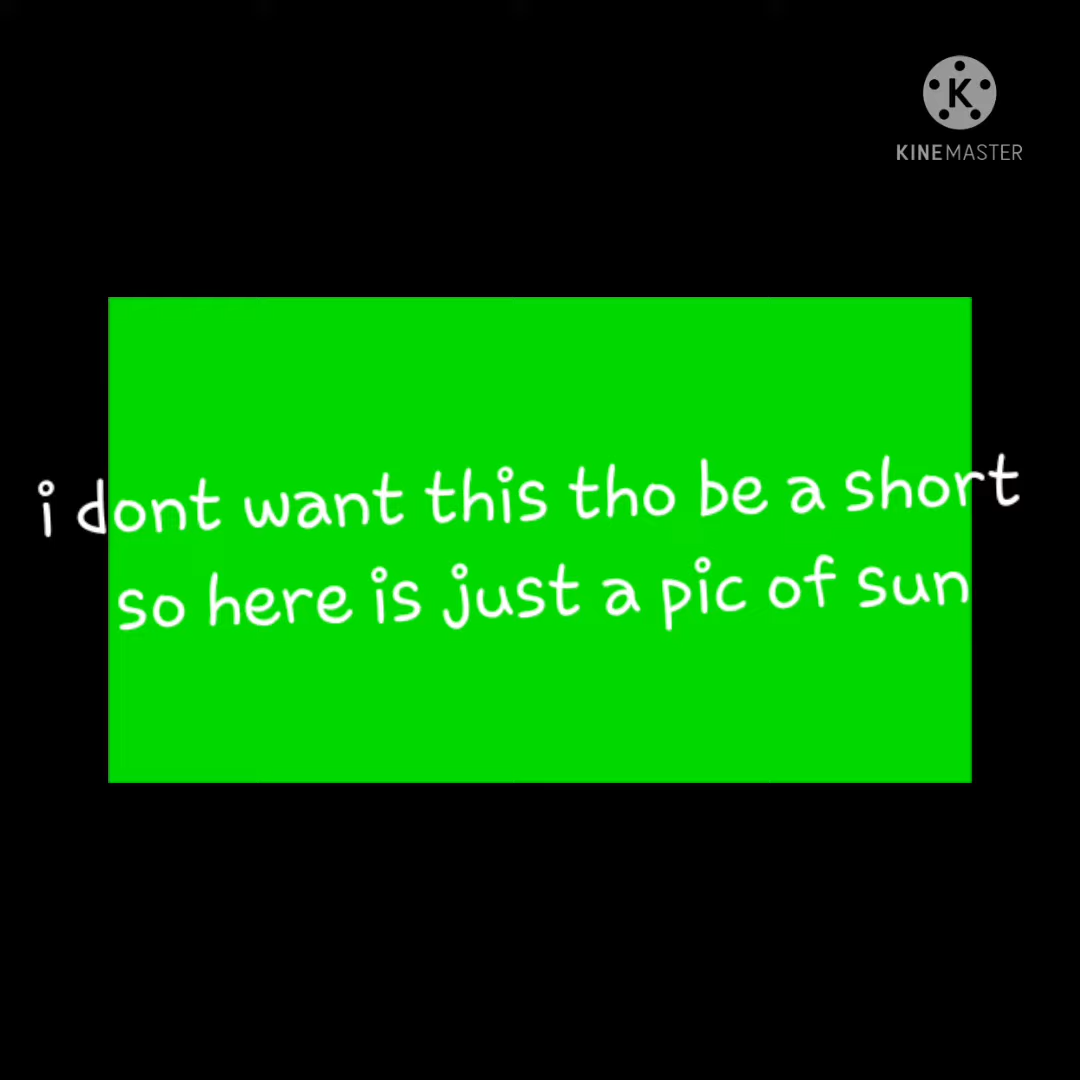 K
KINEMASTER
i dont want this tho be a short
so here is just a pic of sun